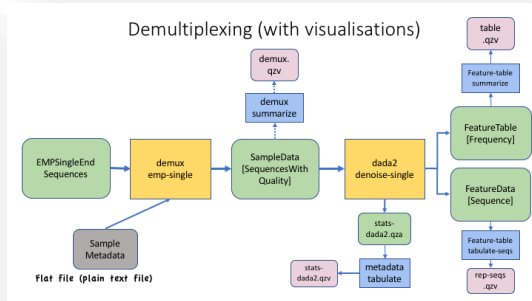 Demultiplexing (with visualisations)
table
.qzv
demux.
qzv
Feature-table
summarize
demux
summarize
EMPSingleEnd
Sequences
demux
emp-single
SampleData
[SequencesWith
Quality]
dada2
denoise-single
FeatureTable
[Frequency]
FeatureData
[Sequence]
Sample
Metadata
Flat file (plain text file)
stats-
dada2.qza
stats-
dada2.qzv
metadata
tabulate
Feature-table
tabulate-seqs
rep-seqs
.qzv